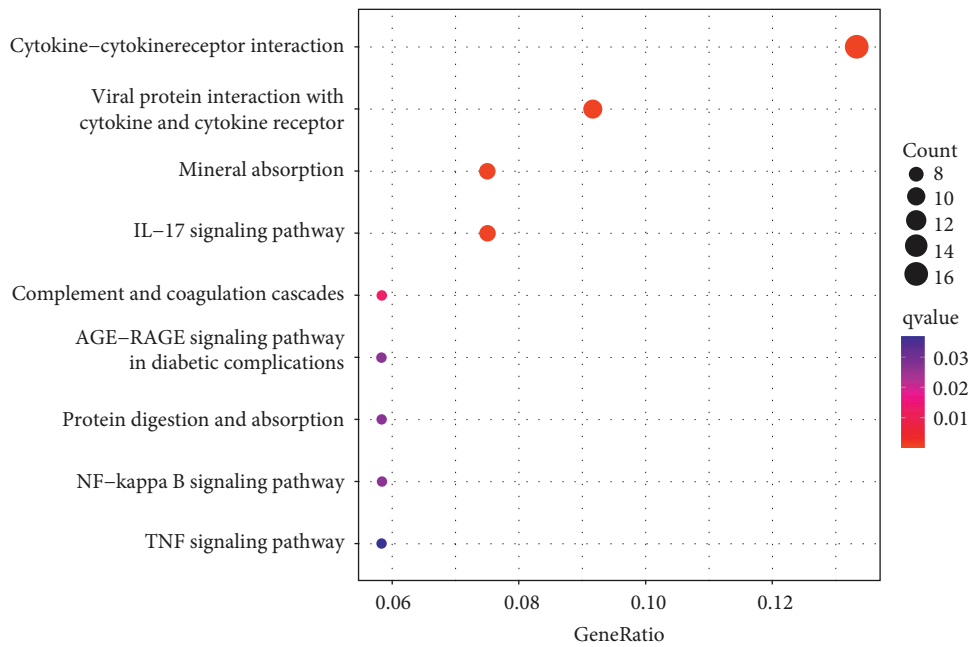 Cytokine−cytokinereceptor interaction
Viral protein interaction with
cytokine and cytokine receptor
Mineral absorption
IL−17 signaling pathway
Complement and coagulation cascades
AGE−RAGE signaling pathway
in diabetic complications
Protein digestion and absorption
NF−kappa B signaling pathway
TNF signaling pathway
0.06 0.08 0.10 0.12
GeneRatio
Count
8
10
12
14
16
qvalue
0.03
0.02
0.01